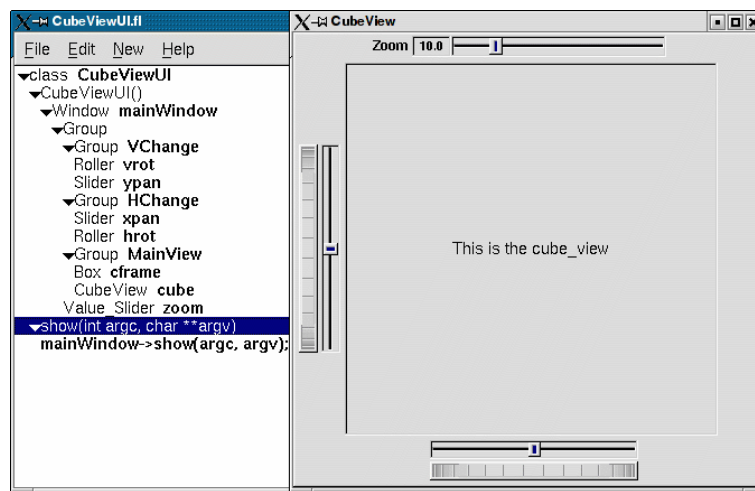 CubeViewUI.fl
File Edit New Help
class CubeViewUI
CubeViewUI()
Window mainWindow
Group
Group VChange
Roller vrot
Slider ypan
Group HChange
Slider xpan
Roller hrot
Group MainView
Box cframe
CubeView cube
Value_Slider zoom
show(int argc, char **argv)
mainWindow->show(argc, argv);
CubeView
Zoom 10.0
This is the cube_view